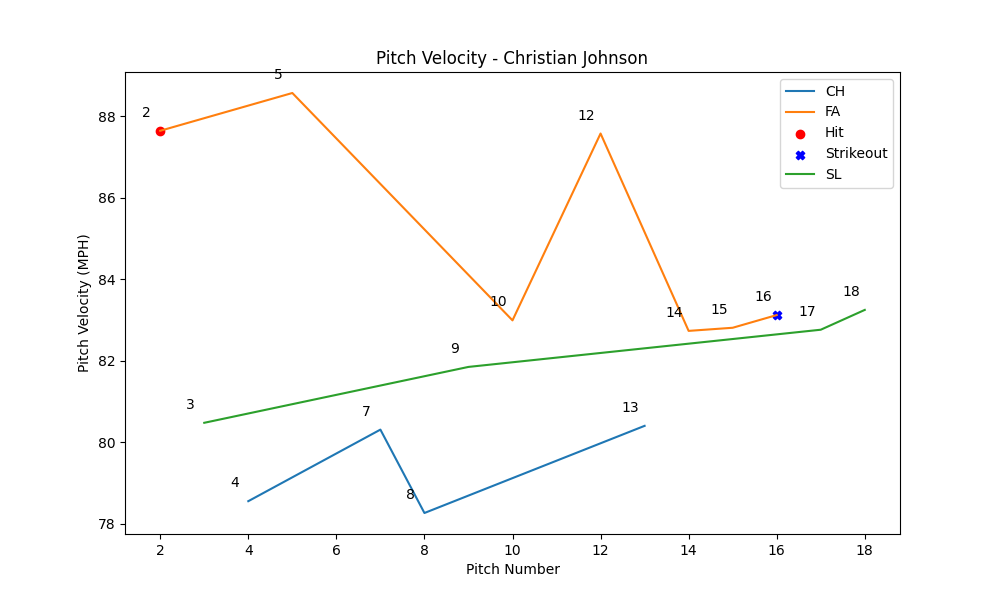 Pitch Velocity - Christian Johnson
Pitch Velocity (MPH)
88
86
84
82
80
78
2
5
12
10
14
15
16
17
18
9
3
7
13
4
8
CH
FA
Hit
Strikeout
SL
2 4 6 8 10 12 14 16 18
Pitch Number